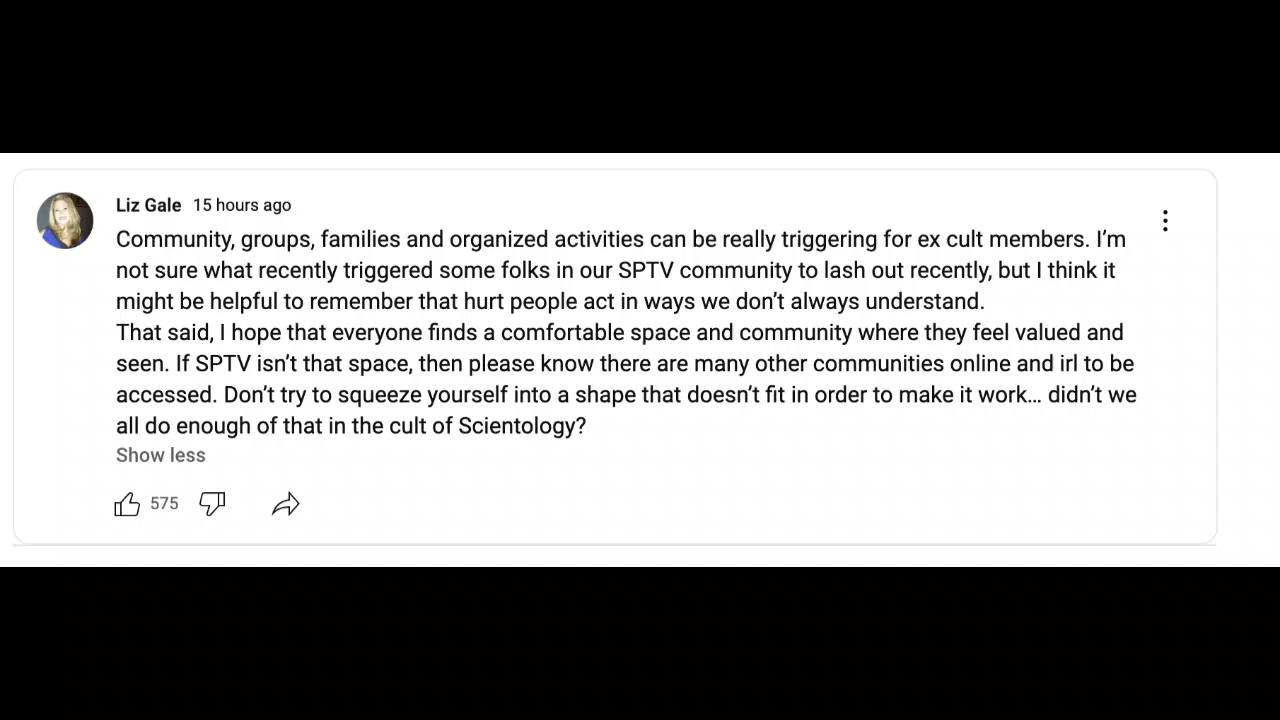 Liz Gale 15 hours ago
Community, groups, families and organized activities can be really triggering for ex cult members. I’m
not sure what recently triggered some folks in our SPTV community to lash out recently, but I think it
might be helpful to remember that hurt people act in ways we don’t always understand.
That said, I hope that everyone finds a comfortable space and community where they feel valued and
seen. If SPTV isn’t that space, then please know there are many other communities online and irl to be
accessed. Don’t try to squeeze yourself into a shape that doesn’t fit in order to make it work… didn’t we
all do enough of that in the cult of Scientology?
Show less
575